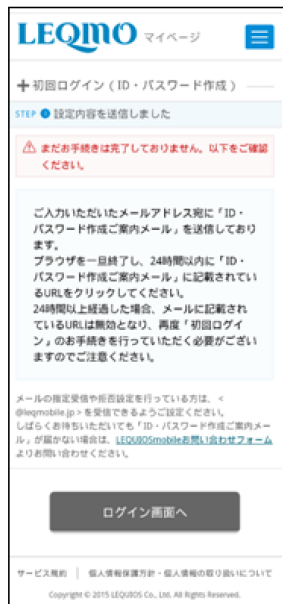 LEQMO マイページ
初回ログイン（ID・パスワード作成）
STEP 設定内容を送信しました
まだお手続きは完了しておりません。以下をご確認
ください。
ご入力いただいたメールアドレス宛に「ID・
パスワード作成ご案内メール」を送信しており
ます。
ブラウザを一旦終了し、24時間以内に「ID・
パスワード作成ご案内メール」に記載されてい
るURLをクリックしてください。
24時間以上経過した場合、メールに記載され
ているURLは無効となり、再度「初回ログイ
ン」のお手続きを行っていただく必要がござい
ますのでご注意ください。
メールの指定受信や拒否設定を行っている方は、<
@leqmobile.jp>を受信できるようご設定ください。
しばらくお待ちいただいても「ID・パスワード作成ご案内メー
ル」が届かない場合は、LEQUIOSmobileお問い合わせフォーム
よりお問い合わせください。
ログイン画面へ
サービス規約 | 個人情報保護方針・個人情報の取り扱いについて
Copyright © 2015 LEQUIOS Co., Ltd. All Rights Reserved.